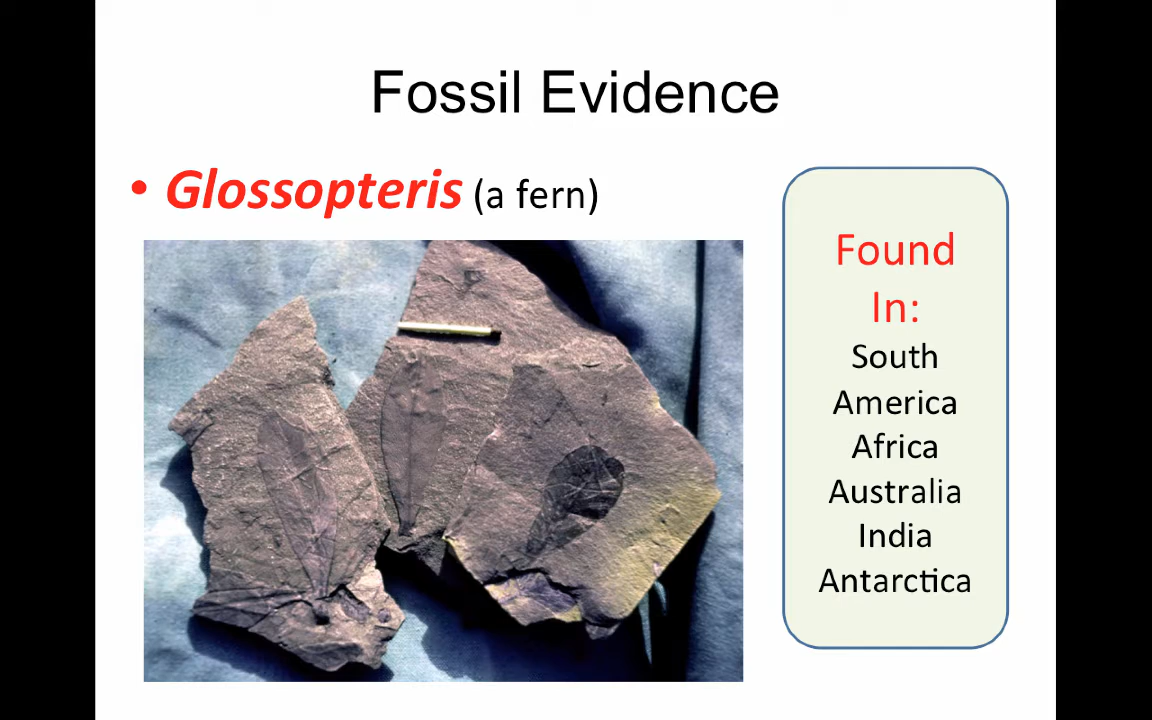 Fossil Evidence
• Glossopteris (a fern)
Found
In:
South
America
Africa
Australia
India
Antarctica